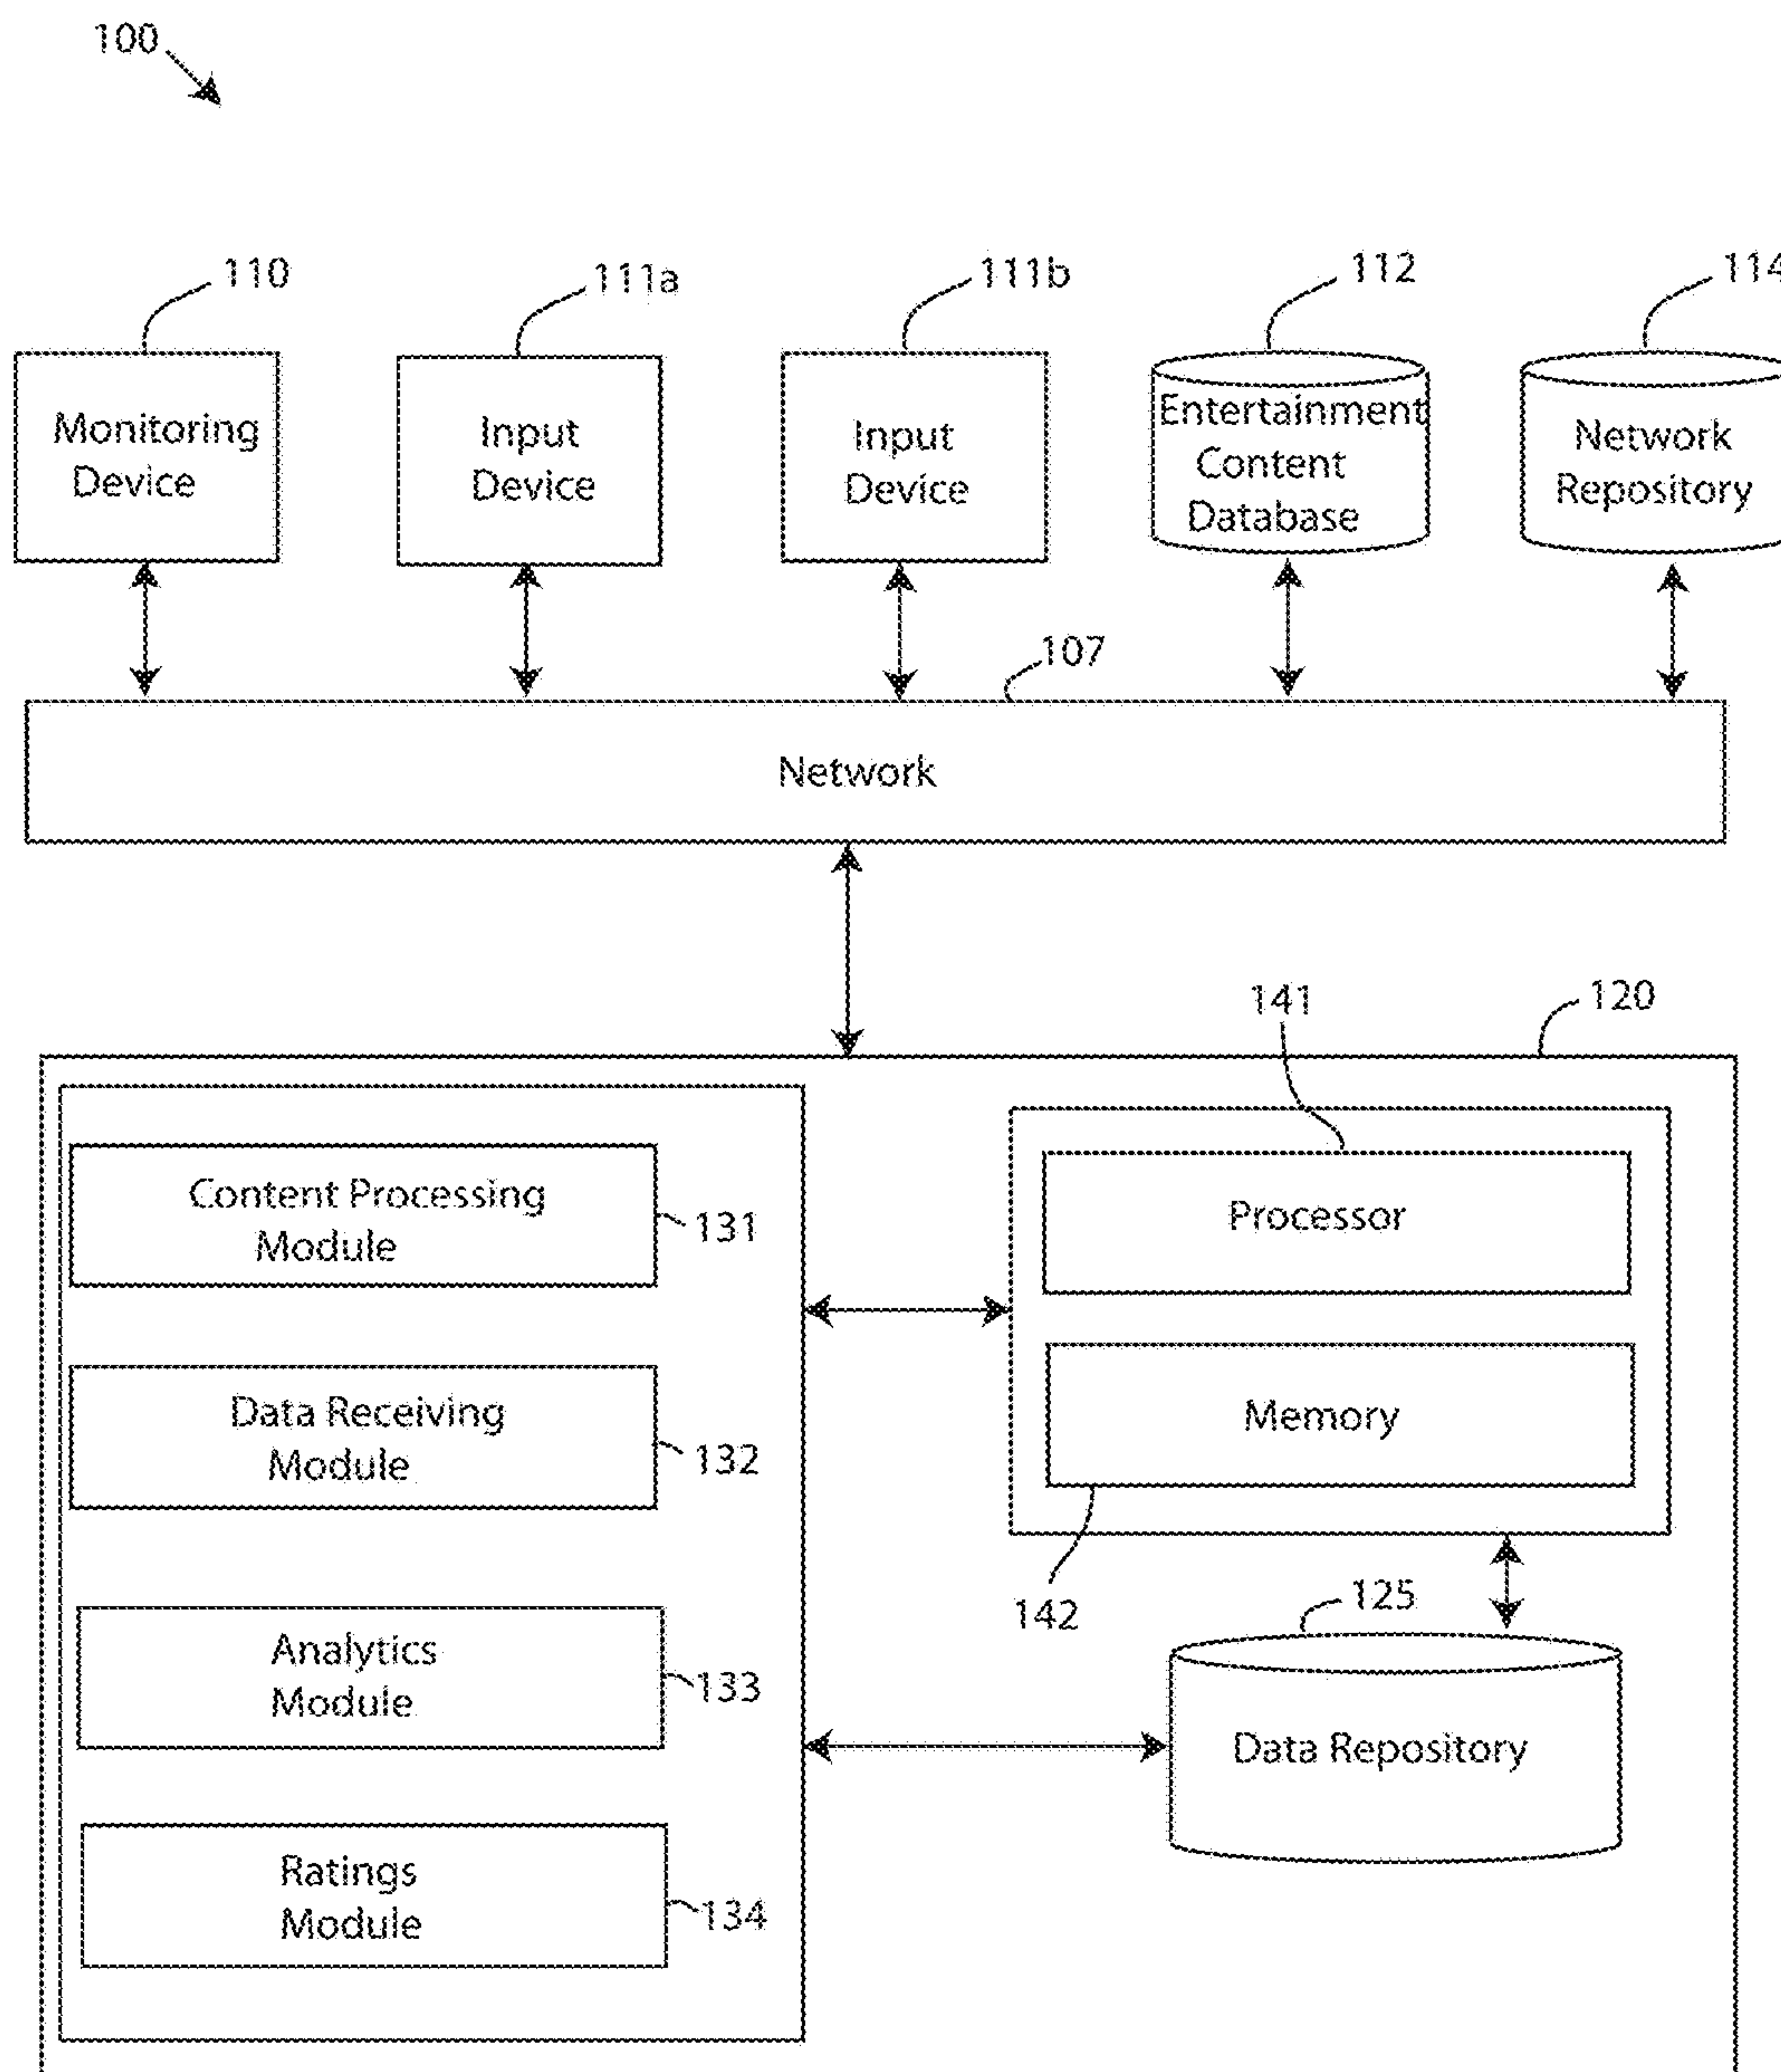 100
110
111a
111b
112
114
Monitoring
Device
Input
Device
Input
Device
Entertainment
Content
Database
Network
Repository
107
Network
120
141
Content Processing
Module
131
Processor
Data Receiving
Module
132
Memory
142
125
Analytics
Module
133
Data Repository
Ratings
Module
134